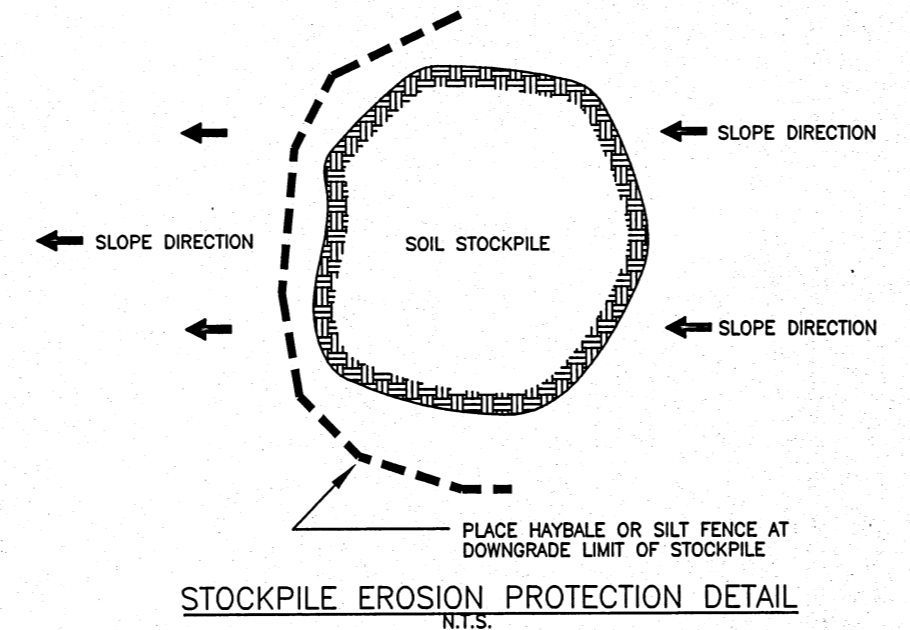 SLOPE DIRECTION
SLOPE DIRECTION
SOIL STOCKPILE
SLOPE DIRECTION
PLACE HAYBALE OR SILT FENCE AT
DOWNGRADE LIMIT OF STOCKPILE
STOCKPILE EROSION PROTECTION DETAIL
N.T.S.